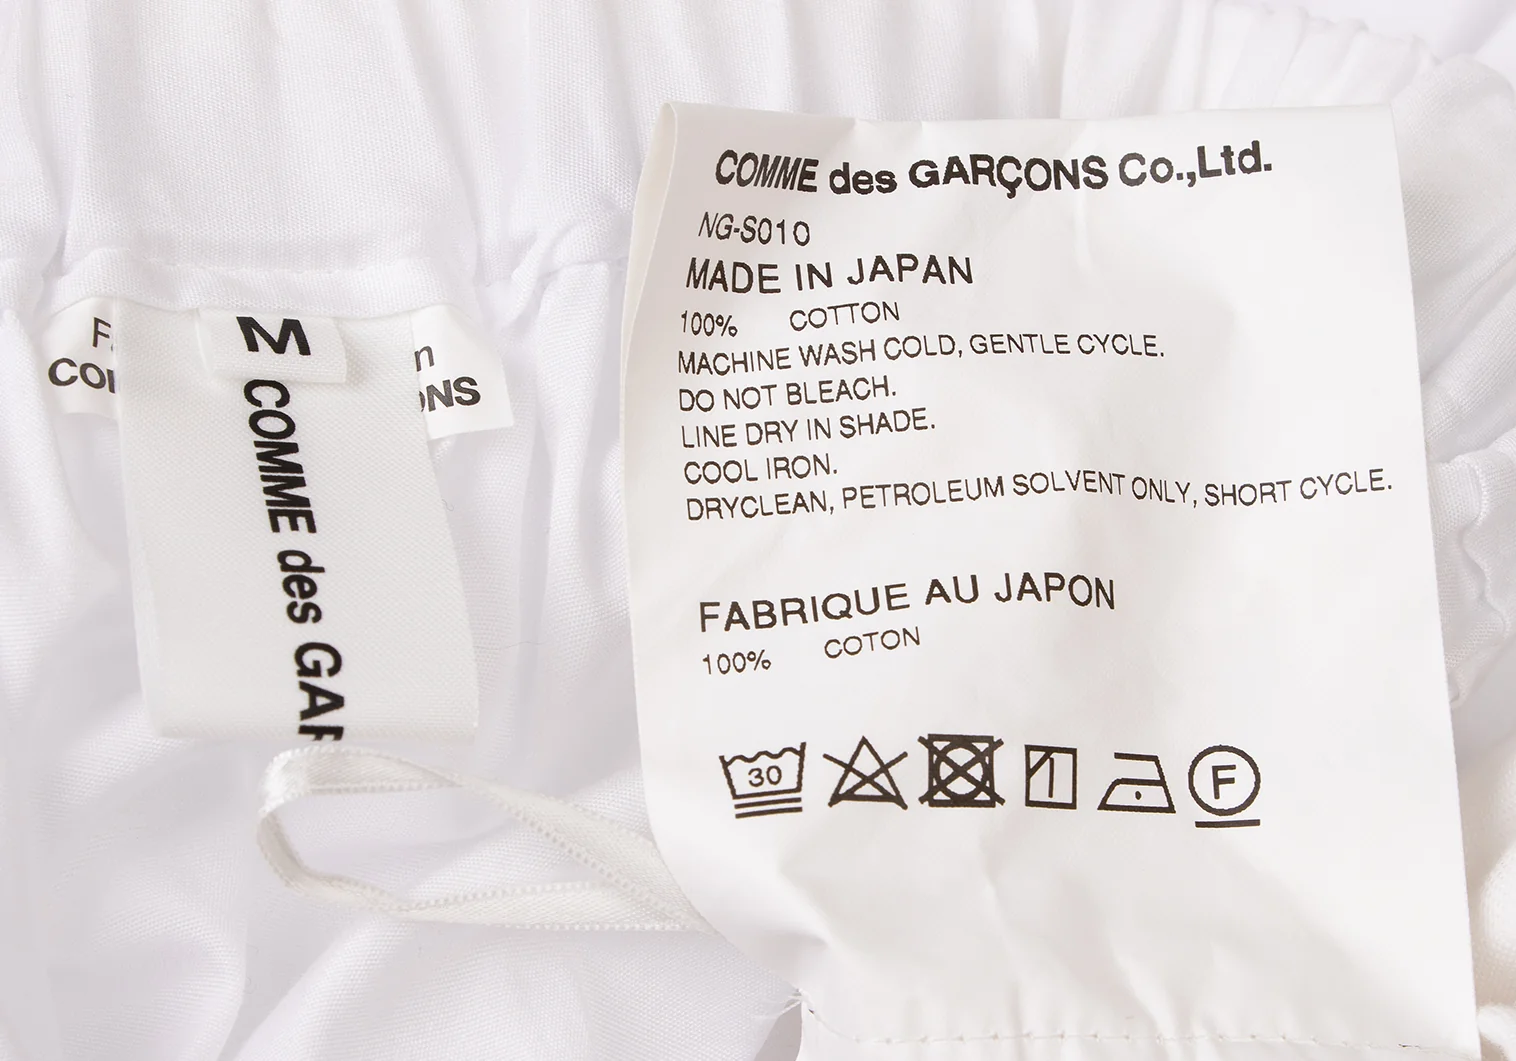 M
COMME des GAR
COMME des GARÇONS Co.,Ltd.
NG-S010
MADE IN JAPAN
100% COTTON
MACHINE WASH COLD, GENTLE CYCLE.
DO NOT BLEACH.
LINE DRY IN SHADE.
COOL IRON.
DRYCLEAN, PETROLEUM SOLVENT ONLY, SHORT CYCLE.
FABRIQUE AU JAPON
100% COTON
30
F